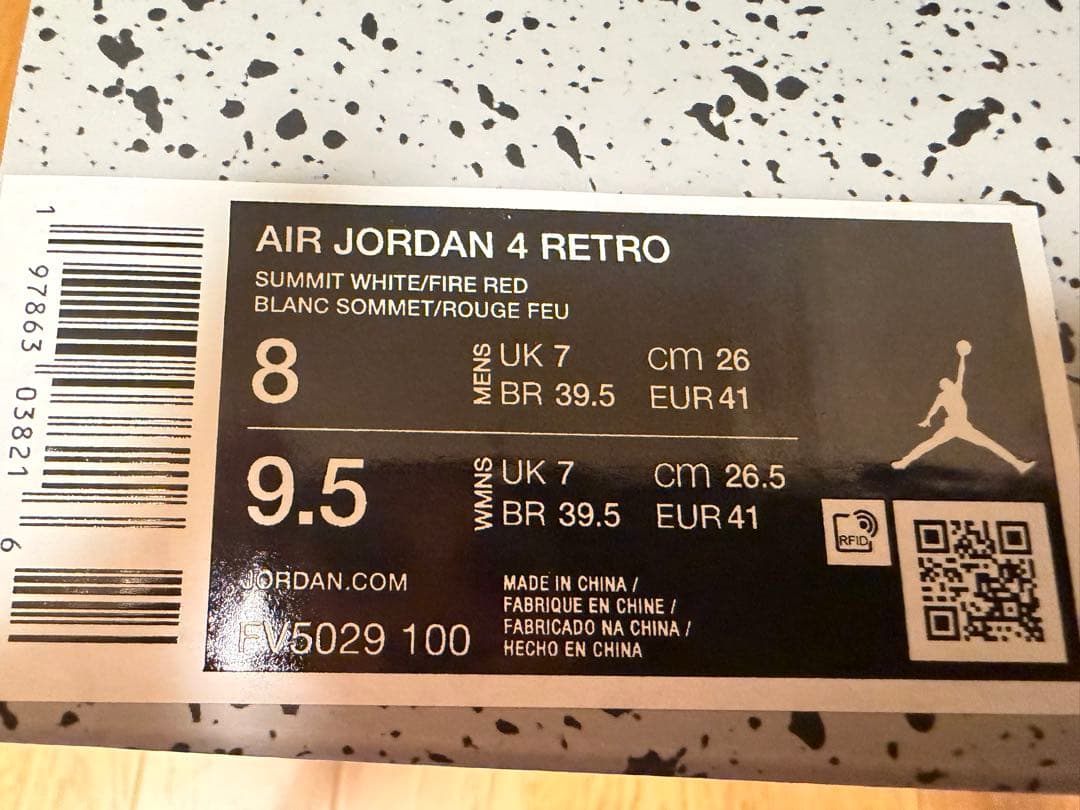 AIR JORDAN 4 RETRO
SUMMIT WHITE/FIRE RED
BLANC SOMMET/ROUGE FEU
8
MENS
UK 7
cm 26
BR 39.5
EUR 41
9.5
WMNS
UK 7
cm 26.5
BR 39.5
EUR 41
RFID
JORDAN.COM
FV5029 100
MADE IN CHINA /
FABRIQUE EN CHINE /
FABRICADO NA CHINA /
HECHO EN CHINA
1 97863 03821 6